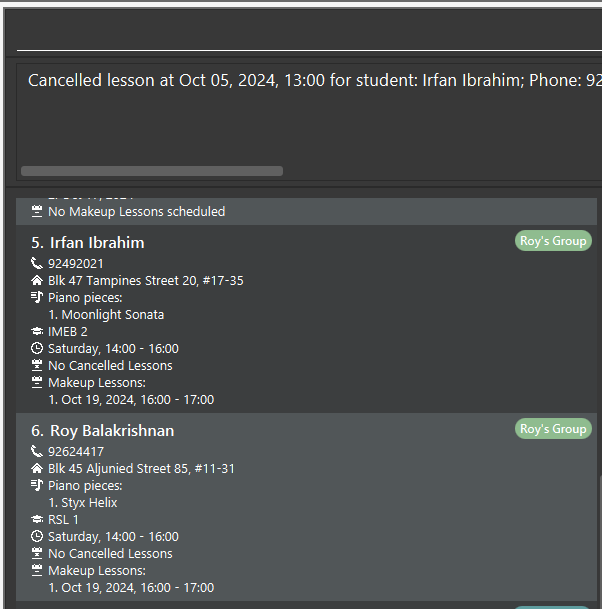 Cancelled lesson at Oct 05, 2024, 13:00 for student: Irfan Ibrahim; Phone: 92
No Makeup Lessons scheduled
5. Irfan Ibrahim
Roy's Group
92492021
Blk 47 Tampines Street 20, #17-35
Piano pieces:
1. Moonlight Sonata
IMEB 2
Saturday, 14:00 - 16:00
No Cancelled Lessons
Makeup Lessons:
1. Oct 19, 2024, 16:00 - 17:00
6. Roy Balakrishnan
Roy's Group
92624417
Blk 45 Aljunied Street 85, #11-31
Piano pieces:
1. Styx Helix
RSL 1
Saturday, 14:00 - 16:00
No Cancelled Lessons
Makeup Lessons:
1. Oct 19, 2024, 16:00 - 17:00